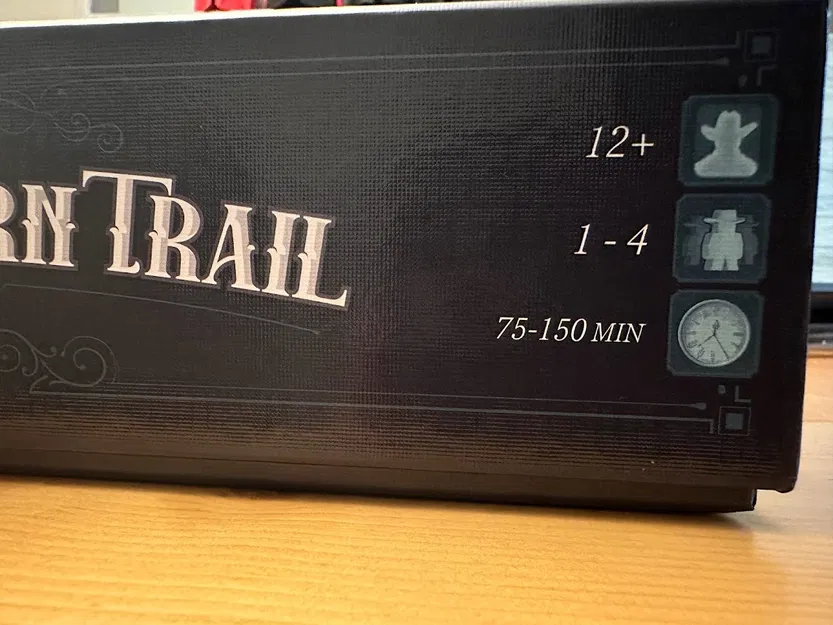 RN TRAIL
12+
1 - 4
75-150 MIN